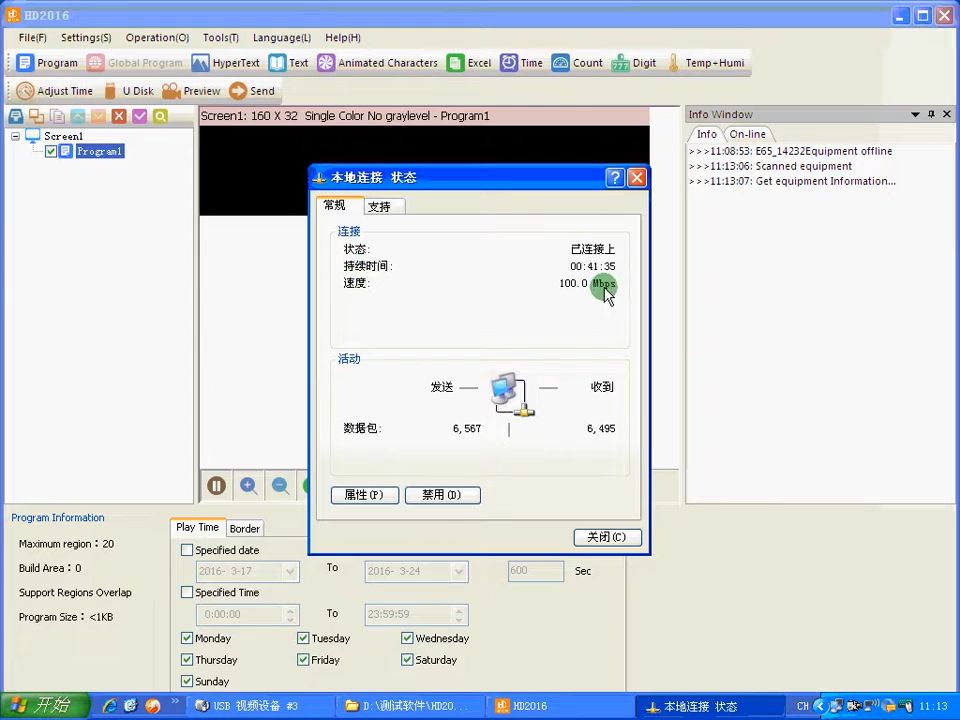 HD2016
File(F) Settings(S) Operation(O) Tools(T) Language(L) Help(H)
Program Global Program HyperText Text Animated Characters Excel Time Count Digit Temp+Humi
Adjust Time U Disk Preview Send
Screen1
Program1
Screen1: 160 X 32 Single Color No graylevel - Program1
Info Window
Info On-line
>>>11:08:53: E65_14232Equipment offline
>>>11:13:06: Scanned equipment
>>>11:13:07: Get equipment Information...
本地连接 状态
常规 支持
连接
状态: 已连接上
持续时间: 00:41:35
速度: 100.0 Mbps
活动
发送 收到
数据包: 6,567 6,495
属性(P) 禁用(D)
关闭(C)
Program Information
Maximum region：20
Build Area：0
Support Regions Overlap
Program Size：<1KB
Play Time Border
Specified date
2016- 3-17 To 2016- 3-24 600 Sec
Specified Time
0:00:00 To 23:59:59
Monday Tuesday Wednesday
Thursday Friday Saturday
Sunday
开始 USB 视频设备 #3 D:\测试软件\HD20... HD2016 本地连接 状态 CH 11:13